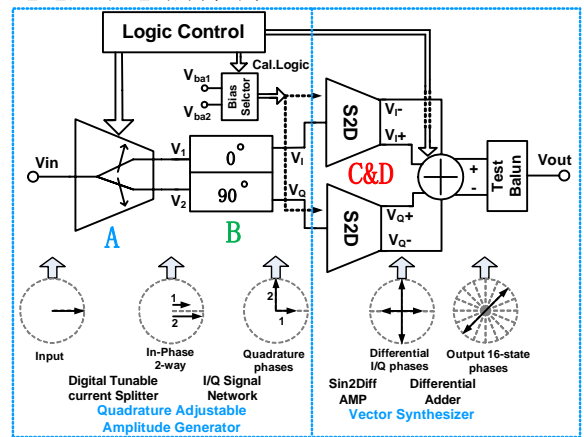 Logic Control
Cal.Logic
Vba1
Vba2
Bias
Selctor
S2D
VI-
VI+
Vin
V1
0°
VI
C&D
Vout
+
-
Test
Balun
V2
90°
VQ
S2D
VQ+
VQ-
A
B
1
2
2
1
Input
In-Phase
2-way
Quadrature
phases
Differential
I/Q phases
Output 16-state
phases
Digital Tunable
current Splitter
I/Q Signal
Network
Sin2Diff
AMP
Differential
Adder
Quadrature Adjustable
Amplitude Generator
Vector Synthesizer